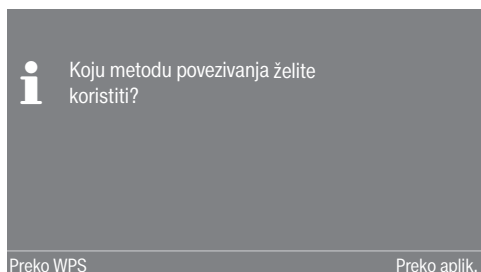 Koju metodu povezivanja želite
koristiti?
Preko WPS
Preko aplik.